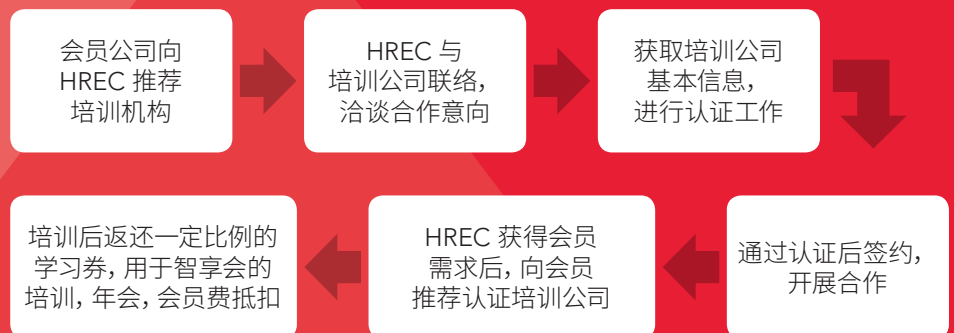 会员公司向
HREC 推荐
培训机构
HREC 与
培训公司联络，
洽谈合作意向
获取培训公司
基本信息，
进行认证工作
通过认证后签约，
开展合作
HREC 获得会员
需求后，向会员
推荐认证培训公司
培训后返还一定比例的
学习券，用于智享会的
培训，年会，会员费抵扣